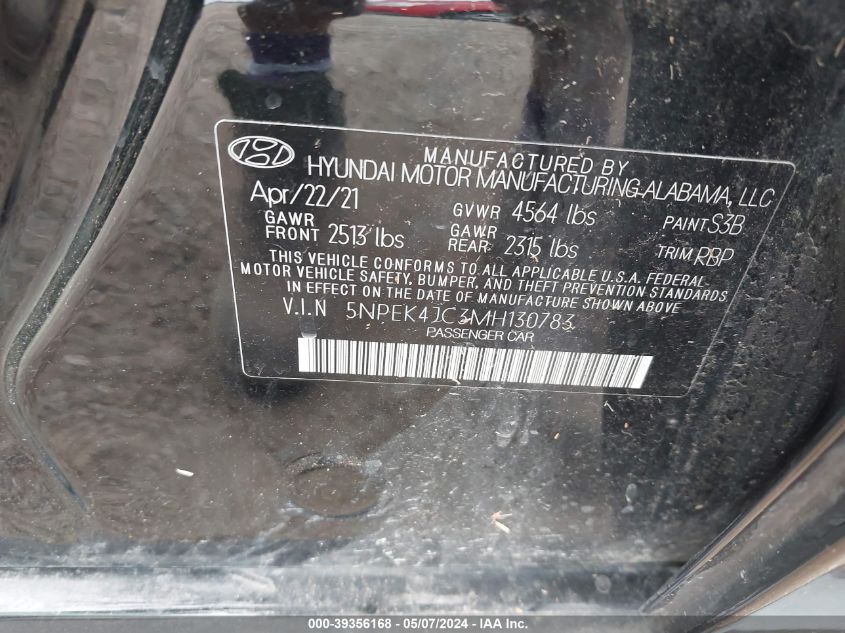 MANUFACTURED BY
HYUNDAI MOTOR MANUFACTURING ALABAMA, LLC
Apr/22/21 GVWR 4564 lbs PAINT S3B
GAWR FRONT 2513 lbs GAWR REAR 2315 lbs TRIM RBP
THIS VEHICLE CONFORMS TO ALL APPLICABLE U.S.A. FEDERAL
MOTOR VEHICLE SAFETY, BUMPER, AND THEFT PREVENTION STANDARDS
IN EFFECT ON THE DATE OF MANUFACTURE SHOWN ABOVE
V.I.N 5NPEK4JC3MH130783
PASSENGER CAR
000-39356168 - 05/07/2024 - IAA Inc.